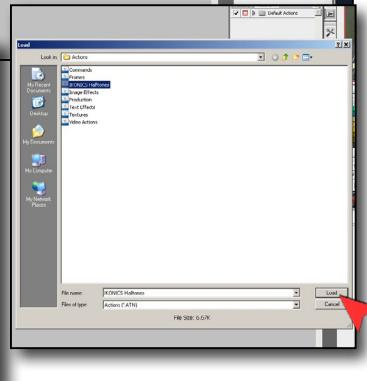 Default Actions
Load
Look in:
Actions
Commands
Frames
IKONICS Halftones
Image Effects
Production
Text Effects
Textures
Video Actions
My Recent
Documents
Desktop
My Documents
My Computer
My Network
Places
File name:
IKONICS Halftones
Load
Files of type:
Actions (*.ATN)
Cancel
File Size: 6.67K